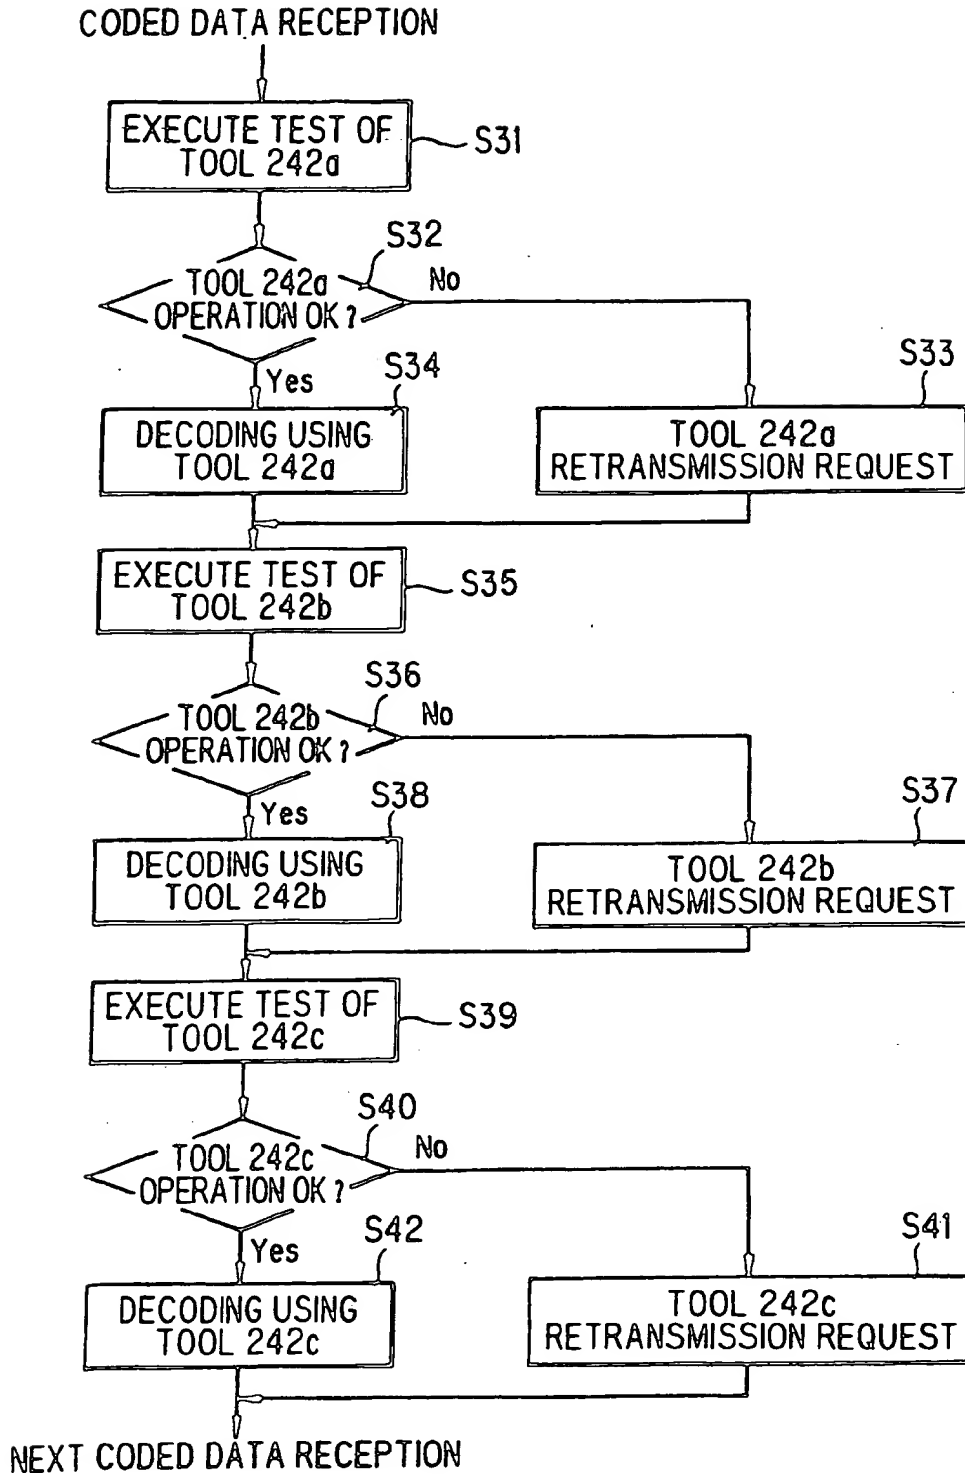 CODED DATA RECEPTION
EXECUTE TEST OF
TOOL 242a
S31
S32
TOOL 242a
OPERATION OK ?
No
Yes
S34
S33
DECODING USING
TOOL 242a
TOOL 242a
RETRANSMISSION REQUEST
EXECUTE TEST OF
TOOL 242b
S35
S36
TOOL 242b
OPERATION OK ?
No
Yes
S38
S37
DECODING USING
TOOL 242b
TOOL 242b
RETRANSMISSION REQUEST
EXECUTE TEST OF
TOOL 242c
S39
S40
TOOL 242c
OPERATION OK ?
No
Yes
S42
S41
DECODING USING
TOOL 242c
TOOL 242c
RETRANSMISSION REQUEST
NEXT CODED DATA RECEPTION